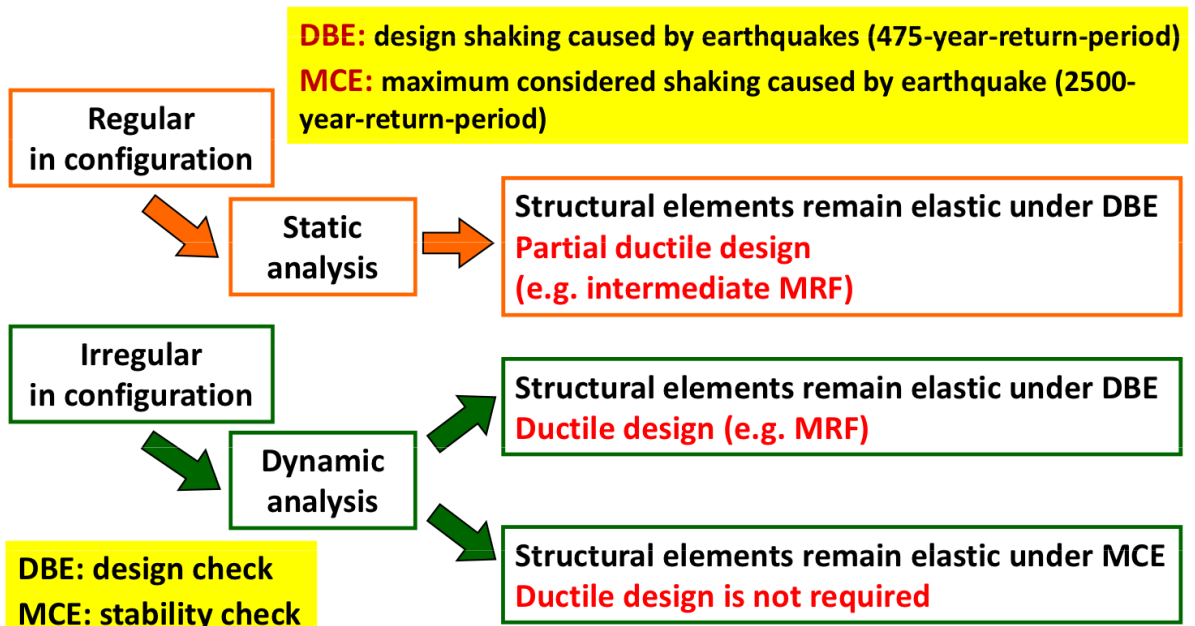 DBE: design shaking caused by earthquakes (475-year-return-period)
MCE: maximum considered shaking caused by earthquake (2500-
year-return-period)
Regular
in configuration
Static
analysis
Structural elements remain elastic under DBE
Partial ductile design
(e.g. intermediate MRF)
Irregular
in configuration
Dynamic
analysis
Structural elements remain elastic under DBE
Ductile design (e.g. MRF)
Structural elements remain elastic under MCE
Ductile design is not required
DBE: design check
MCE: stability check